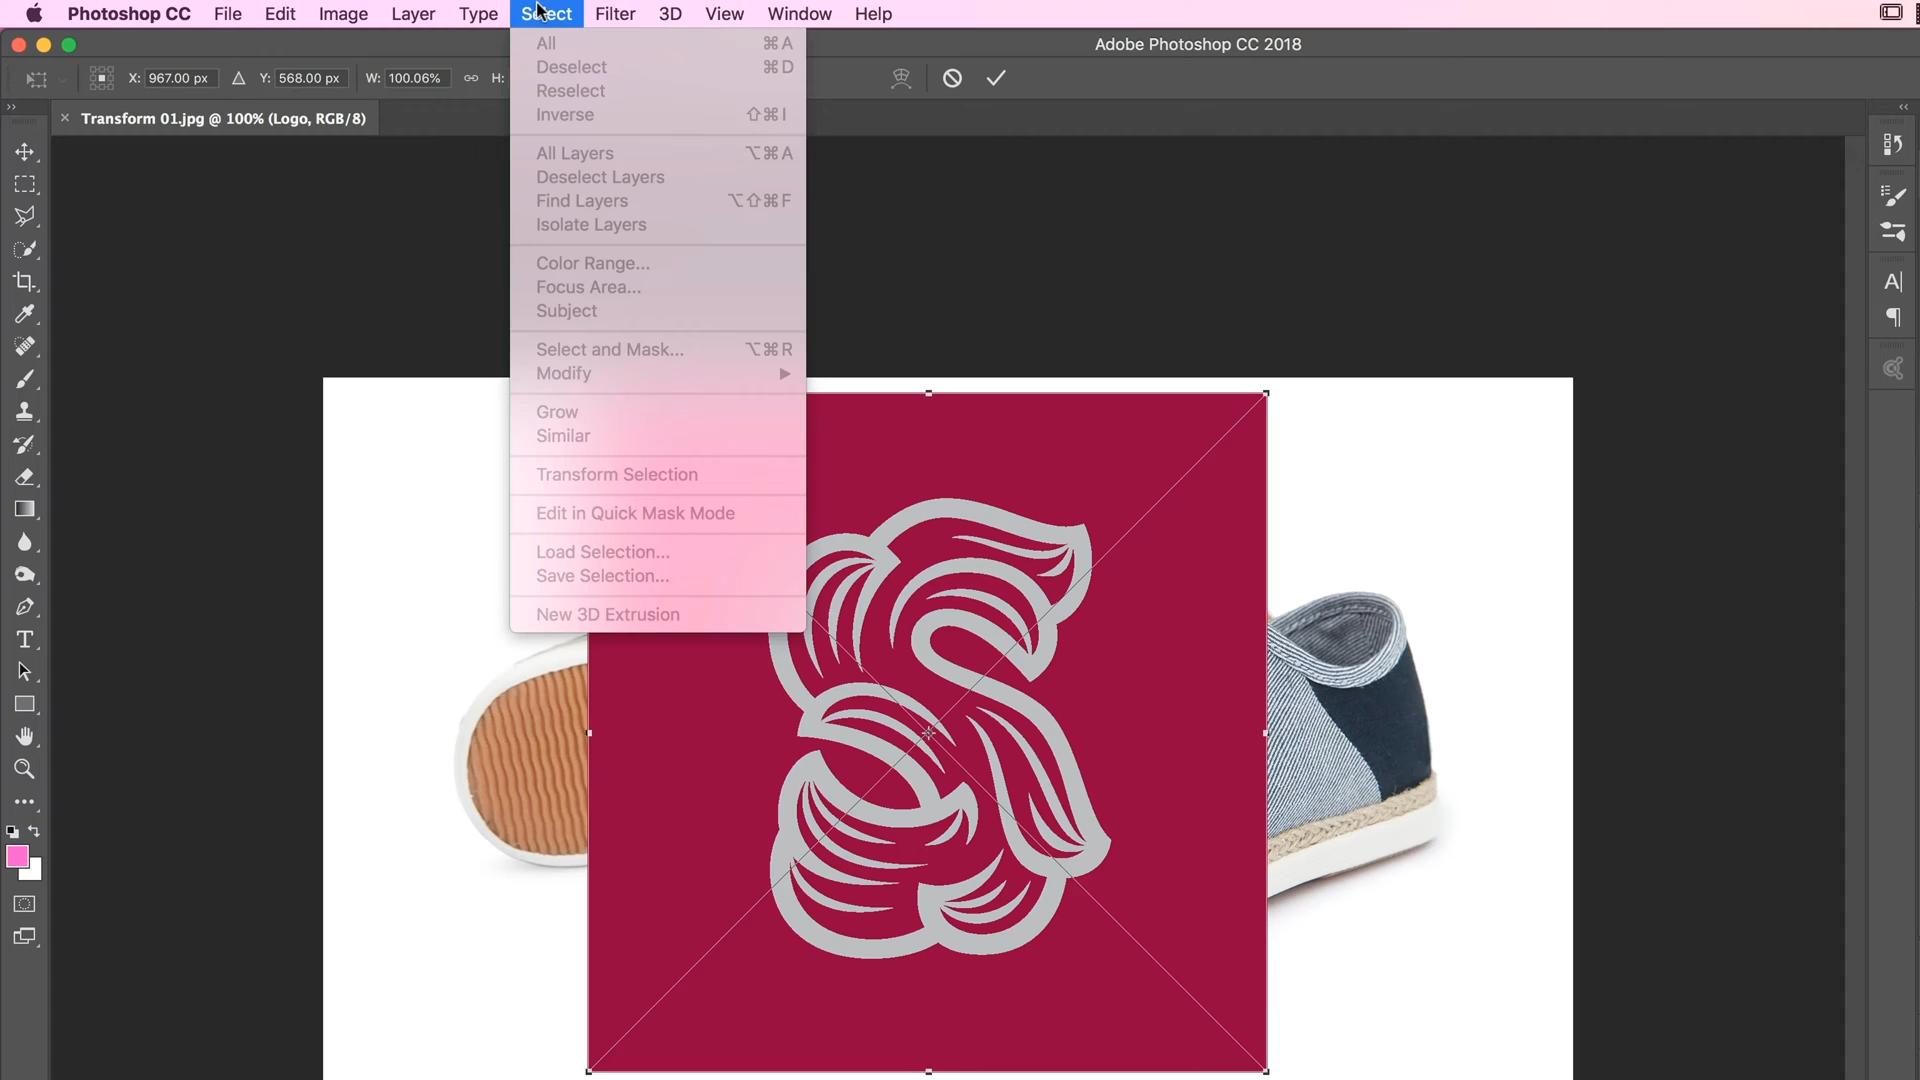 Photoshop CC File Edit Image Layer Type Select Filter 3D View Window Help
Adobe Photoshop CC 2018
X: 967.00 px Y: 568.00 px W: 100.06% H:
Transform 01.jpg @ 100% (Logo, RGB/8)
All ⌘A
Deselect ⌘D
Reselect
Inverse ⇧⌘I
All Layers ⌥⌘A
Deselect Layers
Find Layers ⌥⇧⌘F
Isolate Layers
Color Range...
Focus Area...
Subject
Select and Mask... ⌥⌘R
Modify
Grow
Similar
Transform Selection
Edit in Quick Mask Mode
Load Selection...
Save Selection...
New 3D Extrusion